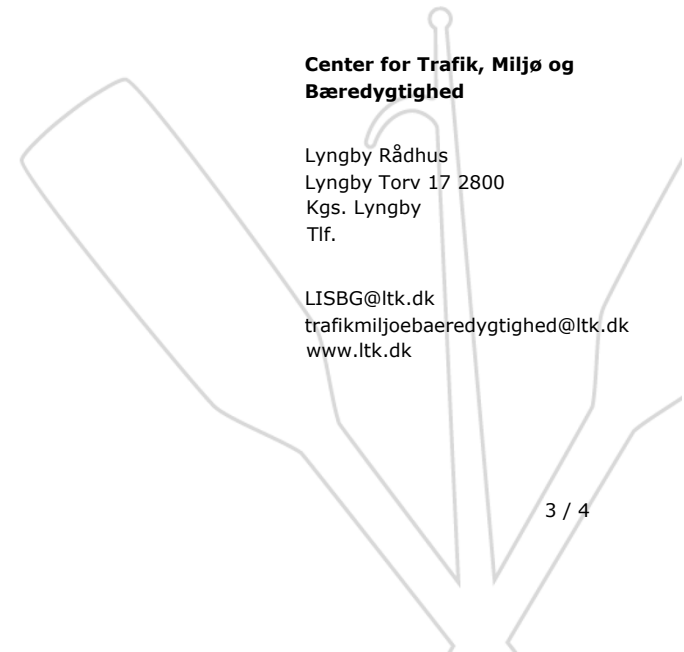 Center for Trafik, Miljø og
Bæredygtighed
Lyngby Rådhus
Lyngby Torv 17 2800
Kgs. Lyngby
Tlf.
LISBG@ltk.dk
trafikmiljoebaeredygtighed@ltk.dk
www.ltk.dk
3 / 4